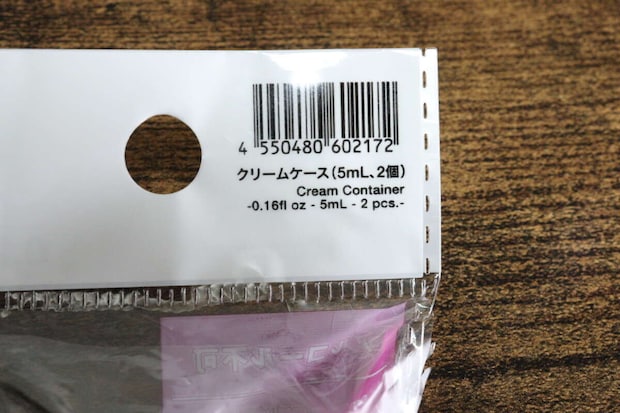 4 550480 602172
クリームケース(5mL、2個)
Cream Container
-0.16fl oz - 5mL - 2 pcs.-